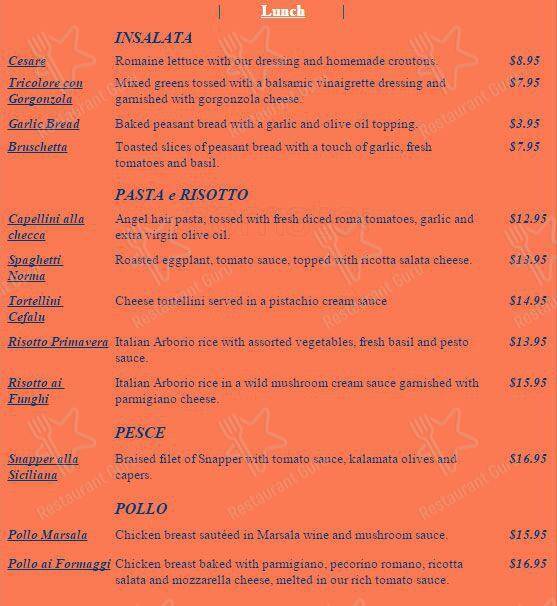 | Lunch |
INSALATA
Cesare Romaine lettuce with our dressing and homemade croutons. $8.95
Tricolore con Mixed greens tossed with a balsamic vinaigrette dressing and $7.95
Gorgonzola garnished with gorgonzola cheese.
Garlic Bread Baked peasant bread with a garlic and olive oil topping. $3.95
Bruschetta Toasted slices of peasant bread with a touch of garlic, fresh $7.95
tomatoes and basil.
PASTA e RISOTTO
Capellini alla Angel hair pasta, tossed with fresh diced roma tomatoes, garlic and $12.95
checca extra virgin olive oil.
Spaghetti Roasted eggplant, tomato sauce, topped with ricotta salata cheese. $13.95
Norma
Tortellini Cheese tortellini served in a pistachio cream sauce $14.95
Cefalu
Risotto Primavera Italian Arborio rice with assorted vegetables, fresh basil and pesto $13.95
sauce.
Risotto ai Italian Arborio rice in a wild mushroom cream sauce garnished with $15.95
Funghi parmigiano cheese.
PESCE
Snapper alla Braised filet of Snapper with tomato sauce, kalamata olives and $16.95
Siciliana capers.
POLLO
Pollo Marsala Chicken breast sautéed in Marsala wine and mushroom sauce. $15.95
Pollo ai Formaggi Chicken breast baked with parmigiano, pecorino romano, ricotta $16.95
salata and mozzarella cheese, melted in our rich tomato sauce.